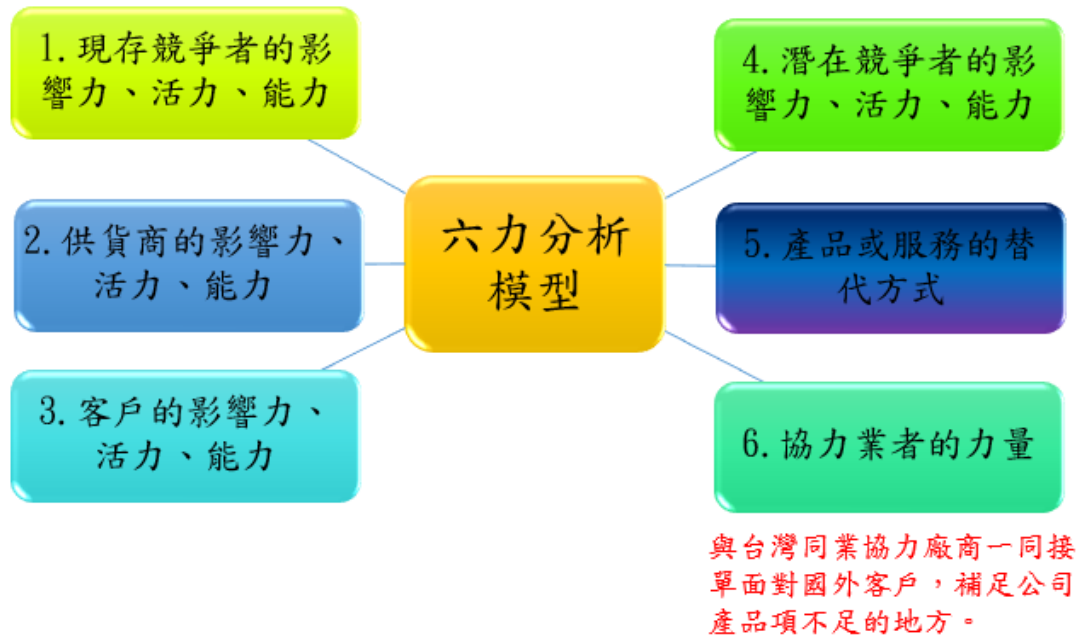 1.現存競爭者的影
響力、活力、能力
2.供貨商的影響力、
活力、能力
3.客戶的影響力、
活力、能力
六力分析
模型
4.潛在競爭者的影
響力、活力、能力
5.產品或服務的替
代方式
6.協力業者的力量
與台灣同業協力廠商一同接
單面對國外客戶，補足公司
產品項不足的地方。